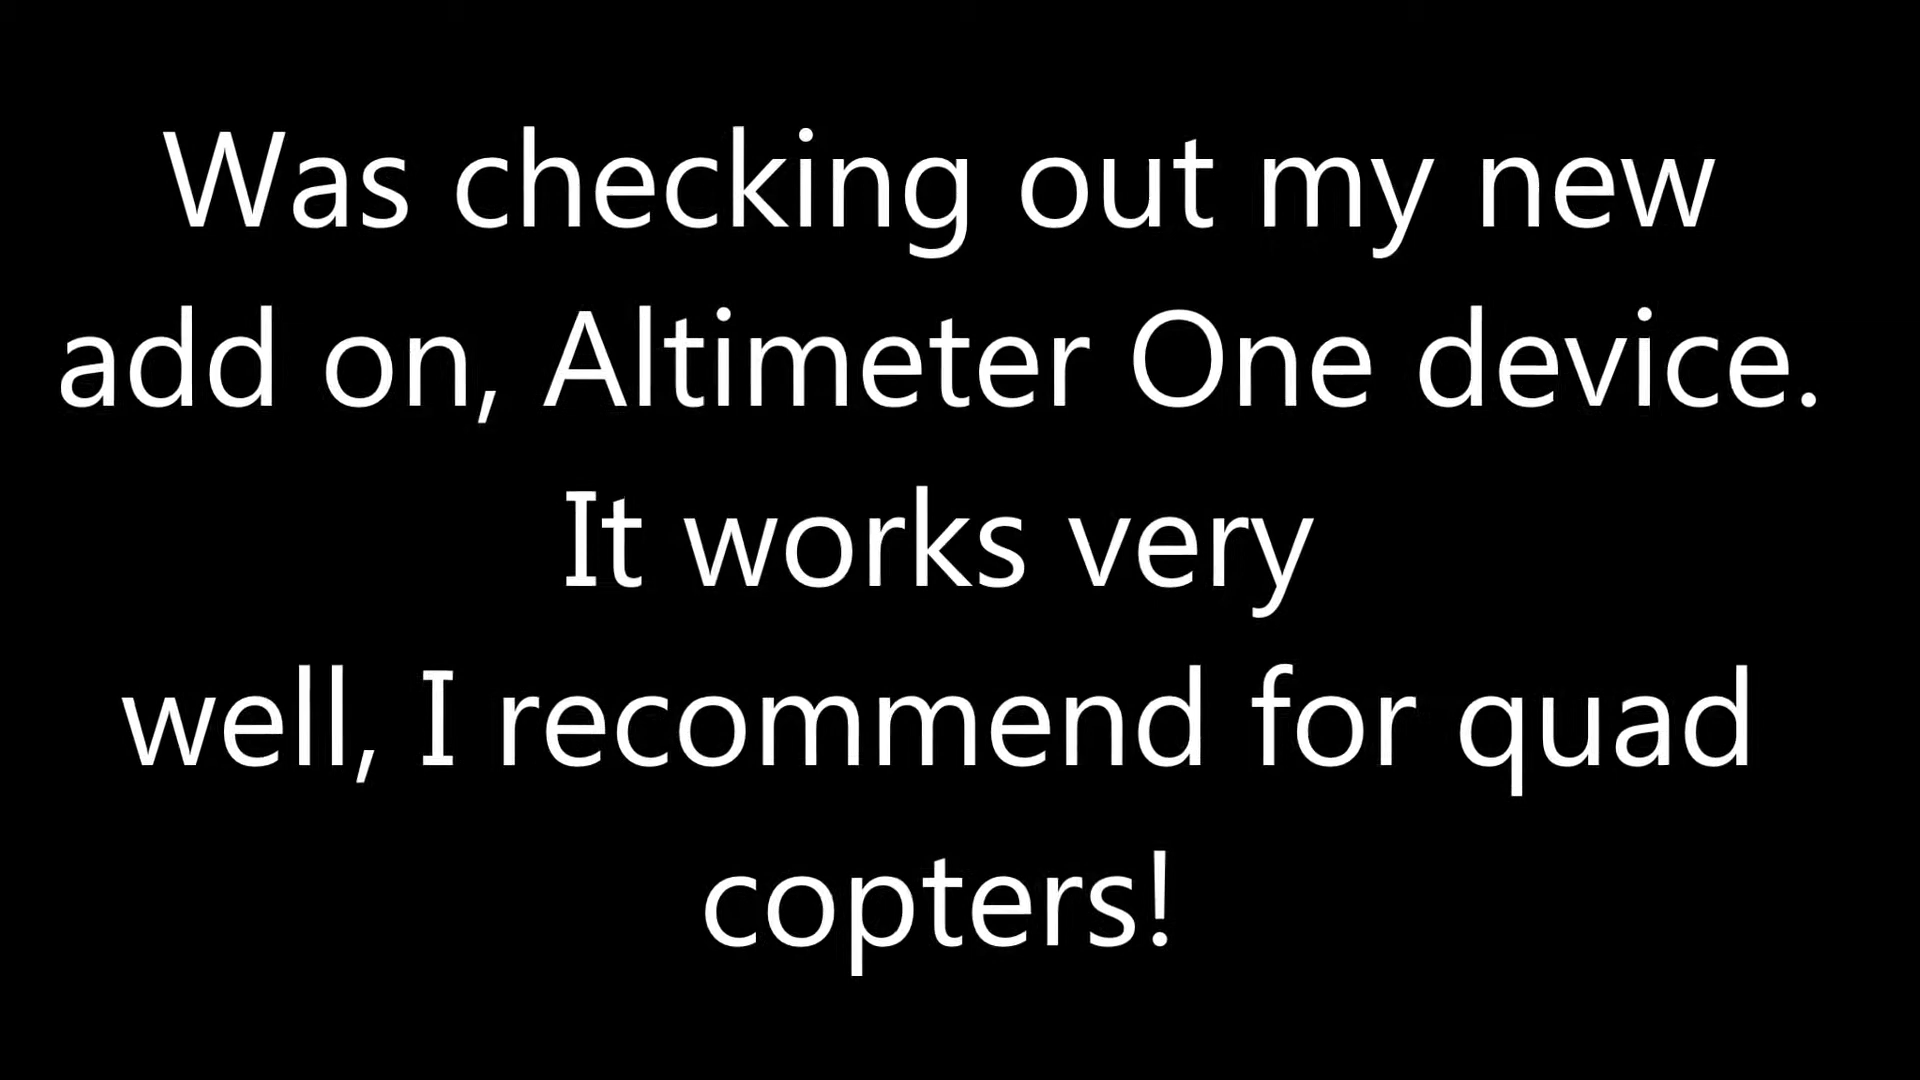 Was checking out my new
add on, Altimeter One device.
It works very
well, I recommend for quad
copters!